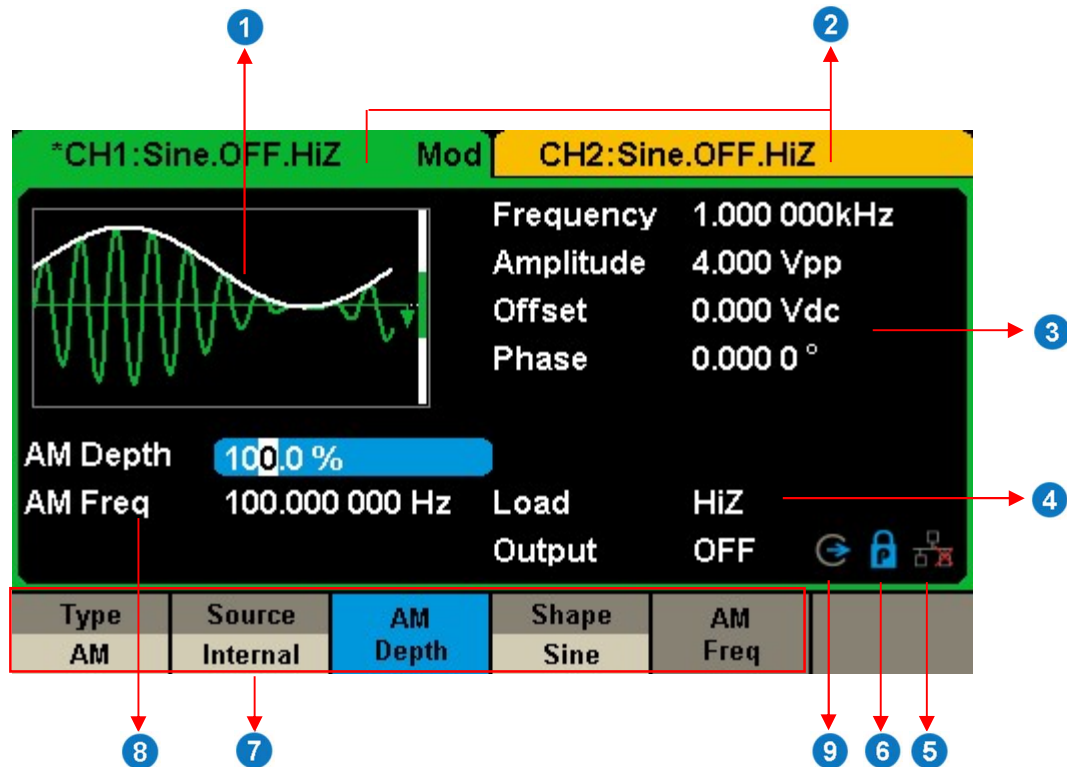 1 2
*CH1:Sine.OFF.HiZ Mod CH2:Sine.OFF.HiZ
Frequency 1.000 000kHz
Amplitude 4.000 Vpp
Offset 0.000 Vdc
Phase 0.000 0 °
3
AM Depth 100.0 %
AM Freq 100.000 000 Hz Load HiZ
4
Output OFF P
Type Source AM Depth Shape AM Freq
AM Internal Sine
8 7 9 6 5